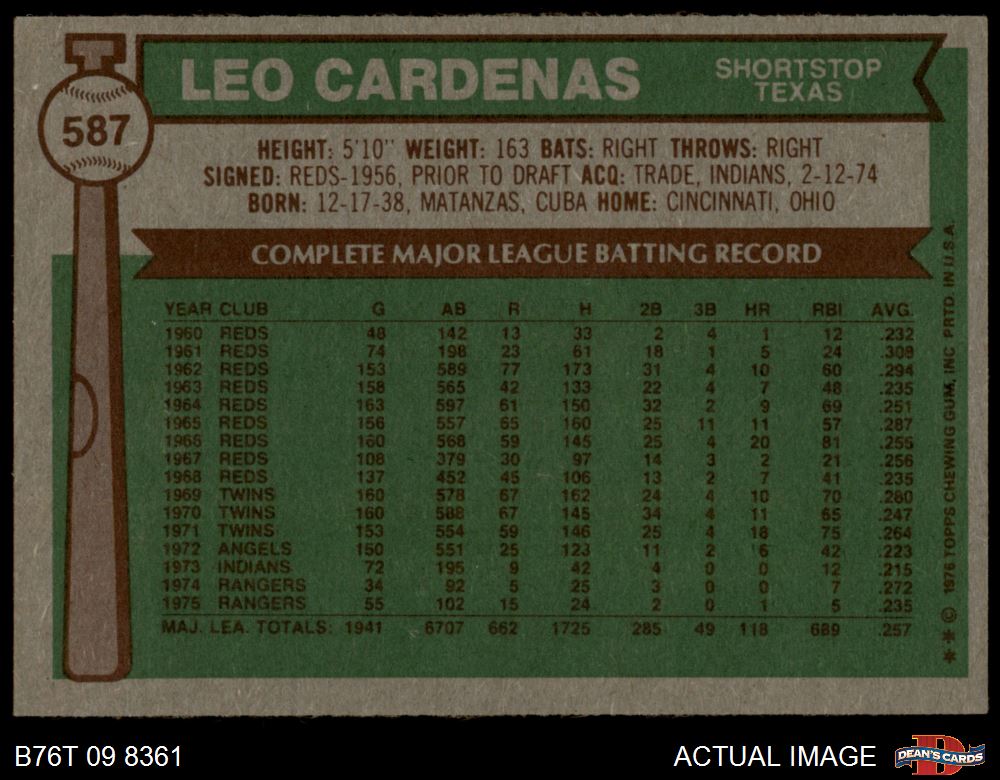 587
LEO CARDENAS
SHORTSTOP
TEXAS
HEIGHT: 5'10" WEIGHT: 163 BATS: RIGHT THROWS: RIGHT
SIGNED: REDS-1956, PRIOR TO DRAFT ACQ: TRADE, INDIANS, 2-12-74
BORN: 12-17-38, MATANZAS, CUBA HOME: CINCINNATI, OHIO
COMPLETE MAJOR LEAGUE BATTING RECORD
YEAR CLUB G AB R H 2B 3B HR RBI AVG.
1960 REDS 48 142 13 33 2 4 1 12 .232
1961 REDS 74 198 23 61 18 1 5 24 .308
1962 REDS 153 589 77 173 31 4 10 60 .294
1963 REDS 158 565 42 133 22 4 7 48 .235
1964 REDS 163 597 61 150 32 2 9 69 .251
1965 REDS 156 557 65 160 25 11 11 57 .287
1966 REDS 160 568 59 145 25 4 20 81 .255
1967 REDS 108 379 30 97 14 3 2 21 .256
1968 REDS 137 452 45 106 13 2 7 41 .235
1969 TWINS 160 578 67 162 24 4 10 70 .280
1970 TWINS 160 588 67 145 34 4 11 65 .247
1971 TWINS 153 554 59 146 25 4 18 75 .264
1972 ANGELS 150 551 25 123 11 2 6 42 .223
1973 INDIANS 72 195 9 42 4 0 0 12 .215
1974 RANGERS 34 92 5 25 3 0 0 7 .272
1975 RANGERS 55 102 15 24 2 0 1 5 .235
MAJ. LEA. TOTALS: 1941 6707 662 1725 285 49 118 689 .257
** © 1976 TOPPS CHEWING GUM, INC PRTD. IN U.S.A.
B76T 09 8361
ACTUAL IMAGE
DEAN'S CARDS